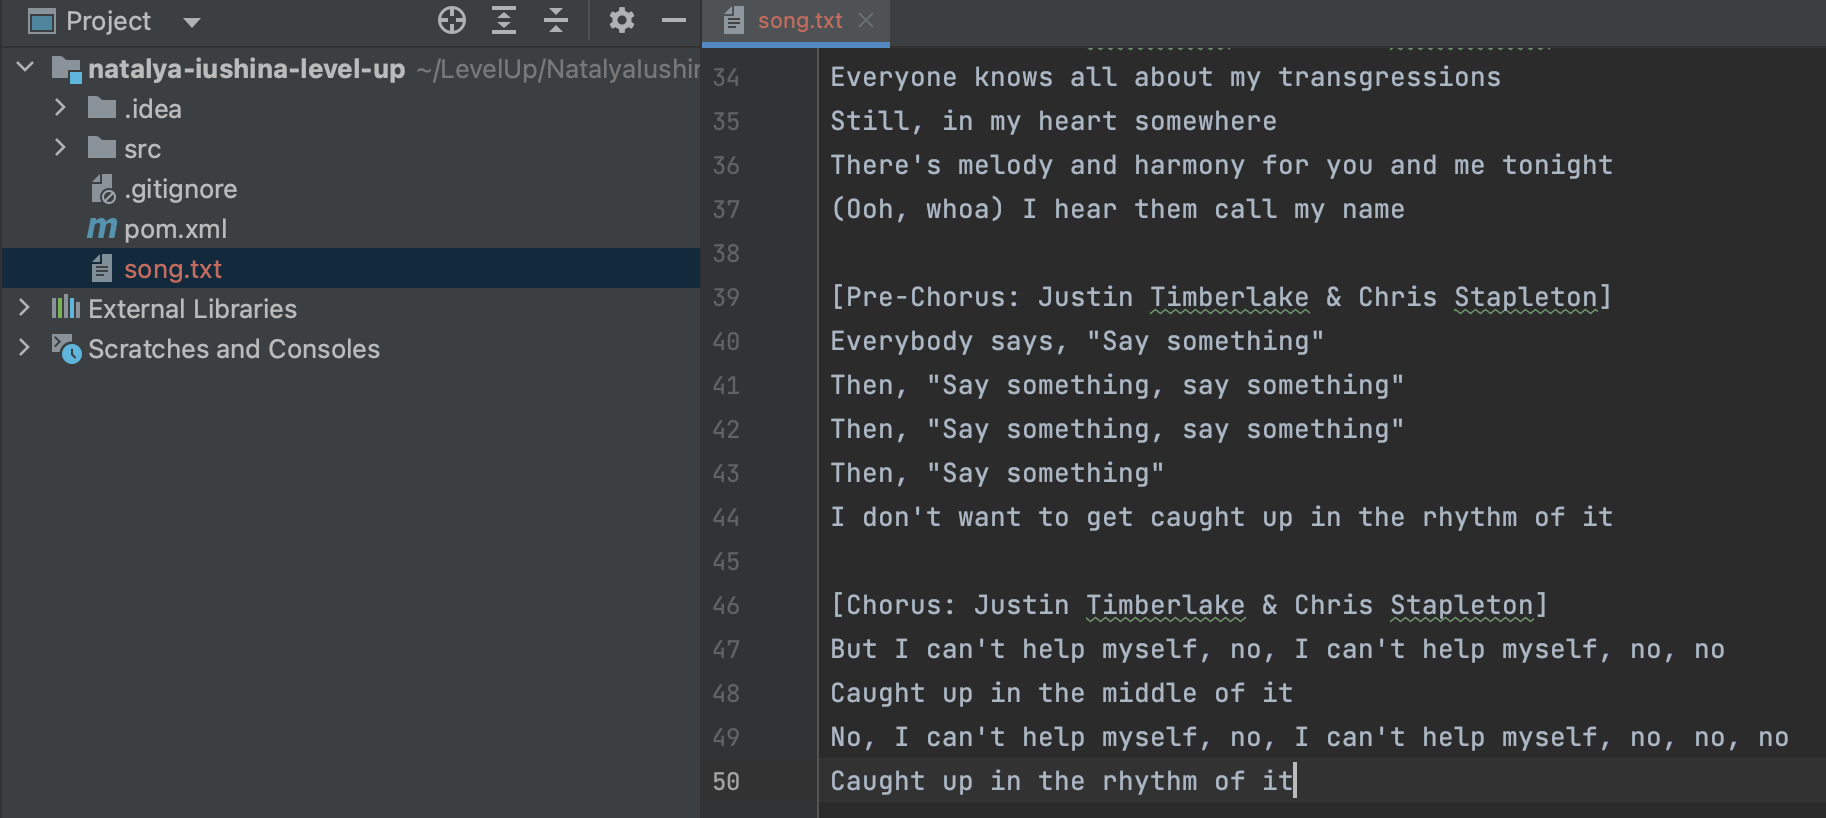 Project
song.txt
natalya-iushina-level-up ~/LevelUp/NatalyaIushin
.idea
src
.gitignore
pom.xml
song.txt
External Libraries
Scratches and Consoles
34 Everyone knows all about my transgressions
35 Still, in my heart somewhere
36 There's melody and harmony for you and me tonight
37 (Ooh, whoa) I hear them call my name
38
39 [Pre-Chorus: Justin Timberlake & Chris Stapleton]
40 Everybody says, "Say something"
41 Then, "Say something, say something"
42 Then, "Say something, say something"
43 Then, "Say something"
44 I don't want to get caught up in the rhythm of it
45
46 [Chorus: Justin Timberlake & Chris Stapleton]
47 But I can't help myself, no, I can't help myself, no, no
48 Caught up in the middle of it
49 No, I can't help myself, no, I can't help myself, no, no, no
50 Caught up in the rhythm of it